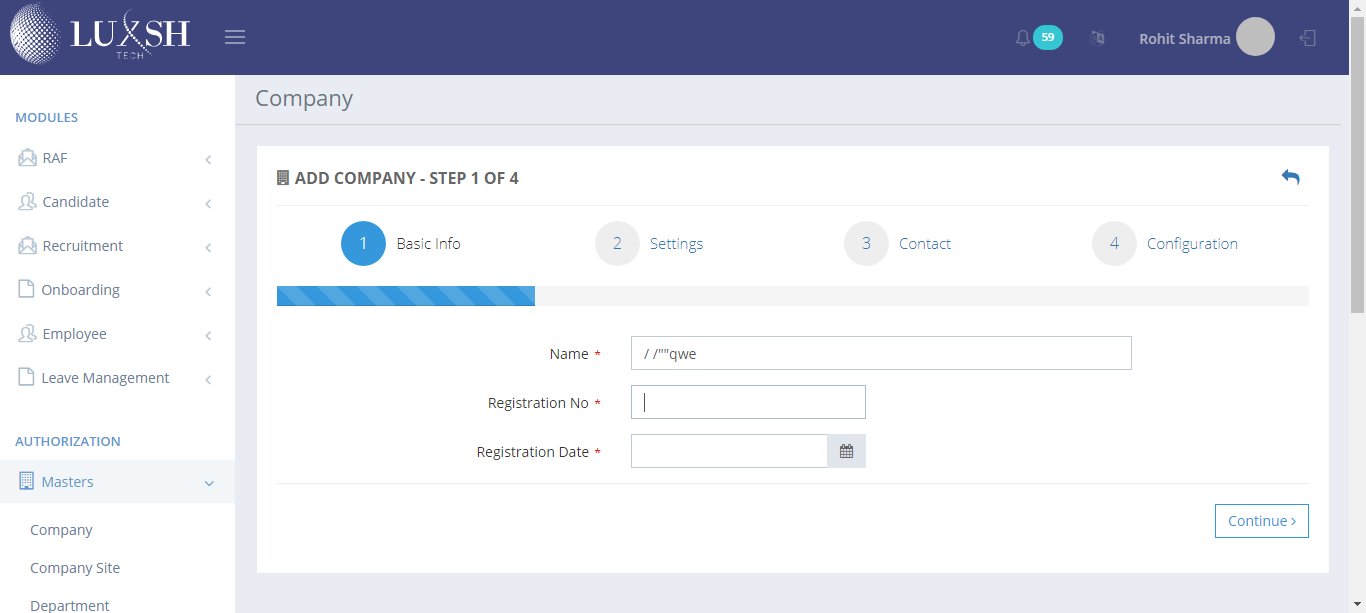 LUXSH
TECH
59
Rohit Sharma
MODULES
RAF
Candidate
Recruitment
Onboarding
Employee
Leave Management
AUTHORIZATION
Masters
Company
Company Site
Department
Company
ADD COMPANY - STEP 1 OF 4
1 Basic Info
2 Settings
3 Contact
4 Configuration
Name * / /""qwe
Registration No *
Registration Date *
Continue